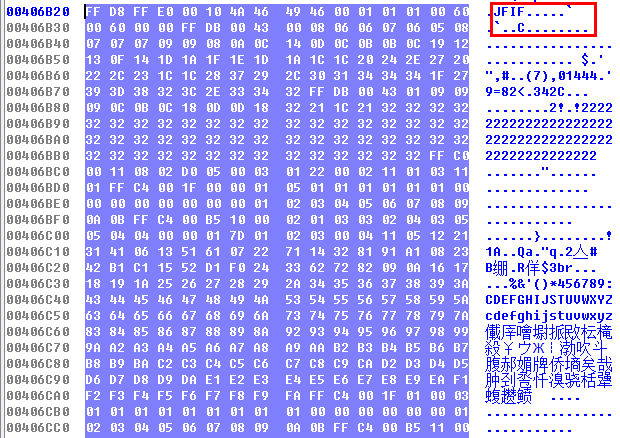 00406B20 FF D8 FF E0 00 10 4A 46 49 46 00 01 01 01 00 60 .JFIF.....`
00406B30 00 60 00 00 FF DB 00 43 00 08 06 06 07 06 05 08 .`..C........
00406B40 07 07 07 09 09 08 0A 0C 14 0D 0C 0B 0B 0C 19 12 ................
00406B50 13 0F 14 1D 1A 1F 1E 1D 1A 1C 1C 20 24 2E 27 20 ........... $.'
00406B60 22 2C 23 1C 1C 28 37 29 2C 30 31 34 34 34 1F 27 ",#..(7),01444.'
00406B70 39 3D 38 32 3C 2E 33 34 32 FF DB 00 43 01 09 09 9=82<.342C...
00406B80 09 0C 0B 0C 18 0D 0D 18 32 21 1C 21 32 32 32 32 ........2!.!2222
00406B90 32 32 32 32 32 32 32 32 32 32 32 32 32 32 32 32 2222222222222222
00406BA0 32 32 32 32 32 32 32 32 32 32 32 32 32 32 32 32 2222222222222222
00406BB0 32 32 32 32 32 32 32 32 32 32 32 32 32 32 FF C0 22222222222222
00406BC0 00 11 08 02 D0 05 00 03 01 22 00 02 11 01 03 11 ......."......
00406BD0 01 FF C4 00 1F 00 00 01 05 01 01 01 01 01 01 00 ..............
00406BE0 00 00 00 00 00 00 00 01 02 03 04 05 06 07 08 09 ................
00406BF0 0A 0B FF C4 00 B5 10 00 02 01 03 03 02 04 03 05 ...........
00406C00 05 04 04 00 00 01 7D 01 02 03 00 04 11 05 12 21 ......}........!
00406C10 31 41 06 13 51 61 07 22 71 14 32 81 91 A1 08 23 1A..Qa."q.2 #
00406C20 42 B1 C1 15 52 D1 F0 24 33 62 72 82 09 0A 16 17 B绷.R佯$3br...
00406C30 18 19 1A 25 26 27 28 29 2A 34 35 36 37 38 39 3A ...%&'()*456789:
00406C40 43 44 45 46 47 48 49 4A 53 54 55 56 57 58 59 5A CDEFGHIJSTUVWXYZ
00406C50 63 64 65 66 67 68 69 6A 73 74 75 76 77 78 79 7A cdefghijstuvwxyz
00406C60 83 84 85 86 87 88 89 8A 92 93 94 95 96 97 98 99
00406C70 9A A2 A3 A4 A5 A6 A7 A8 A9 AA B2 B3 B4 B5 B6 B7 渤吹斗
00406C80 B8 B9 BA C2 C3 C4 C5 C6 C7 C8 C9 CA D2 D3 D4 D5 腹郝媚牌侨墒矣哉
00406C90 D6 D7 D8 D9 DA E1 E2 E3 E4 E5 E6 E7 E8 E9 EA F1
00406CA0 F2 F3 F4 F5 F6 F7 F8 F9 FA FF C4 00 1F 01 00 03 ....
00406CB0 01 01 01 01 01 01 01 01 01 00 00 00 00 00 00 01 ................
00406CC0 02 03 04 05 06 07 08 09 0A 0B FF C4 00 B5 11 00